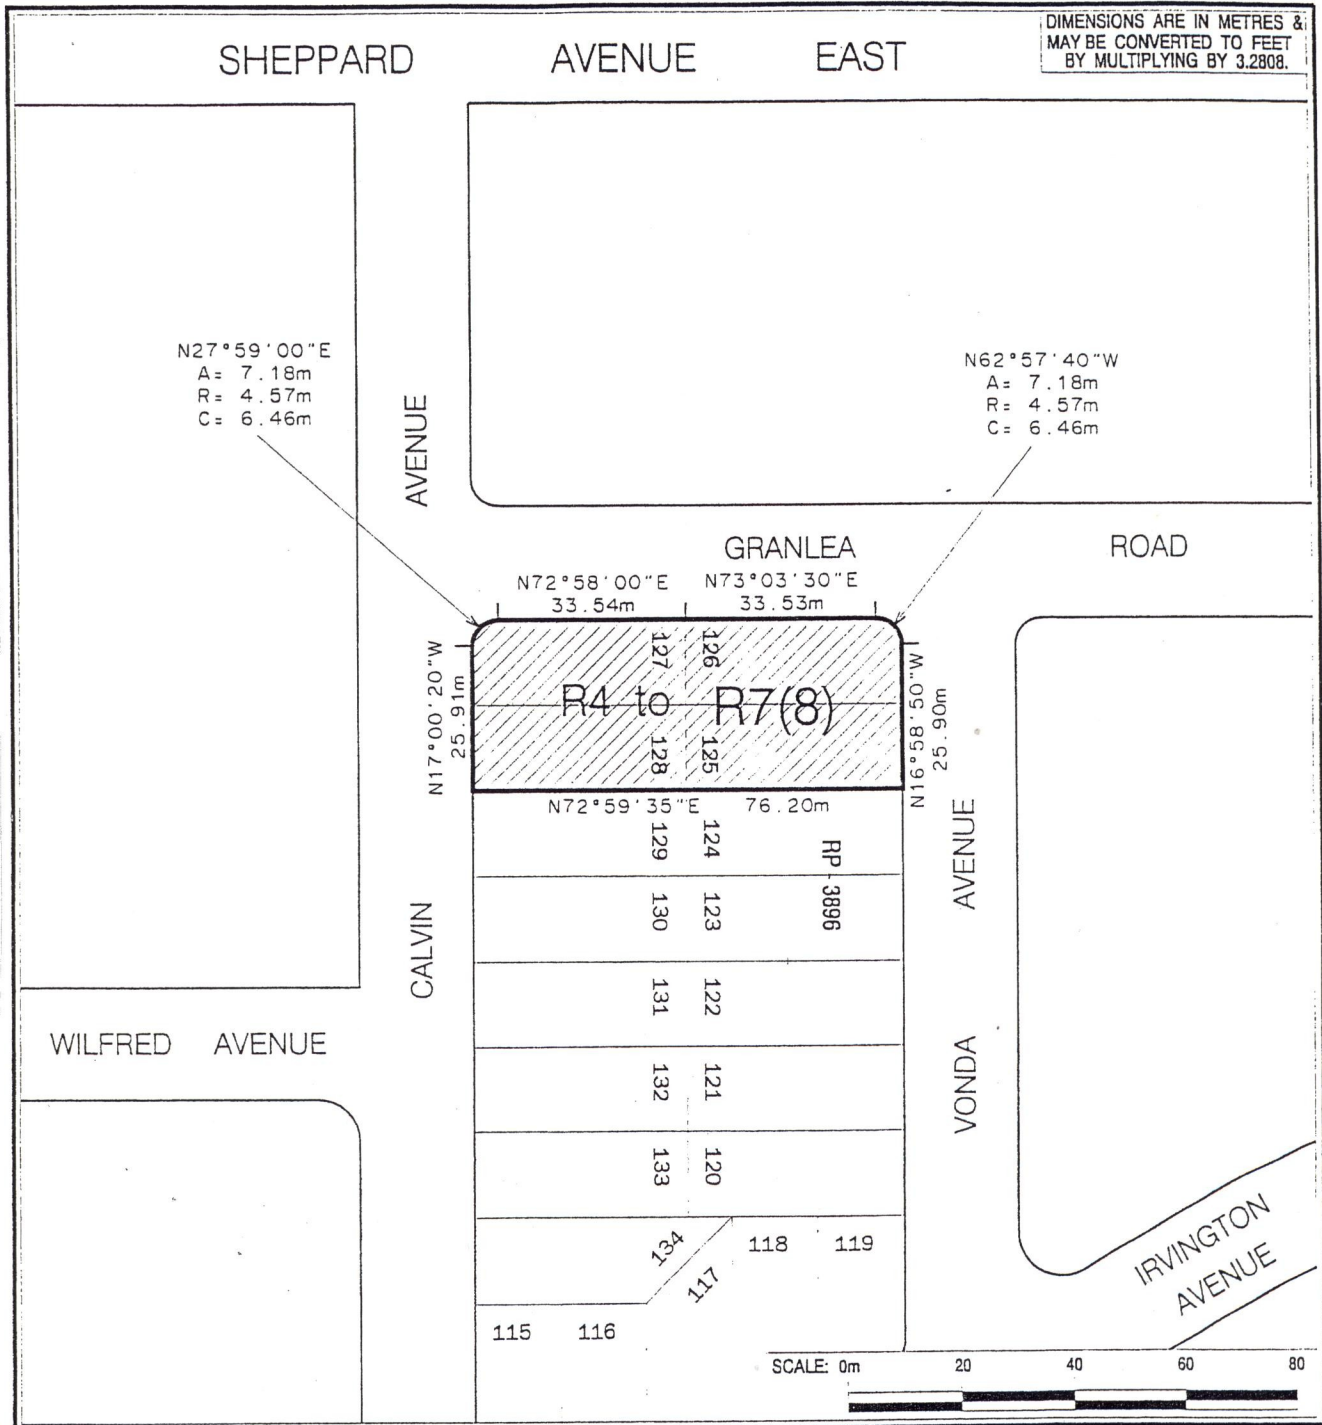 DIMENSIONS ARE IN METRES &
MAY BE CONVERTED TO FEET
BY MULTIPLYING BY 3.2808.
SHEPPARD AVENUE EAST
N27°59'00"E
A= 7.18m
R= 4.57m
C= 6.46m
N62°57'40"W
A= 7.18m
R= 4.57m
C= 6.46m
AVENUE
GRANLEA ROAD
N72°58'00"E
33.54m
N73°03'30"E
33.53m
N17°00'20"W
25.91m
127
126
R4 to R7(8)
128
125
N16°58'50"W
25.90m
N72°59'35"E 76.20m
129
124
RP 3896
130
123
CALVIN
AVENUE
131
122
WILFRED AVENUE
132
121
VONDA
133
120
134
117
118
119
IRVINGTON
AVENUE
115
116
SCALE: 0m 20 40 60 80